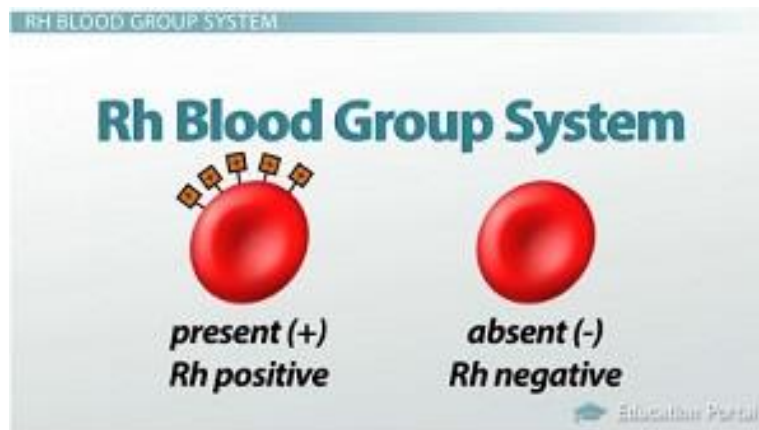 RH BLOOD GROUP SYSTEM
Rh Blood Group System
present (+)
Rh positive
absent (-)
Rh negative
Education Portal